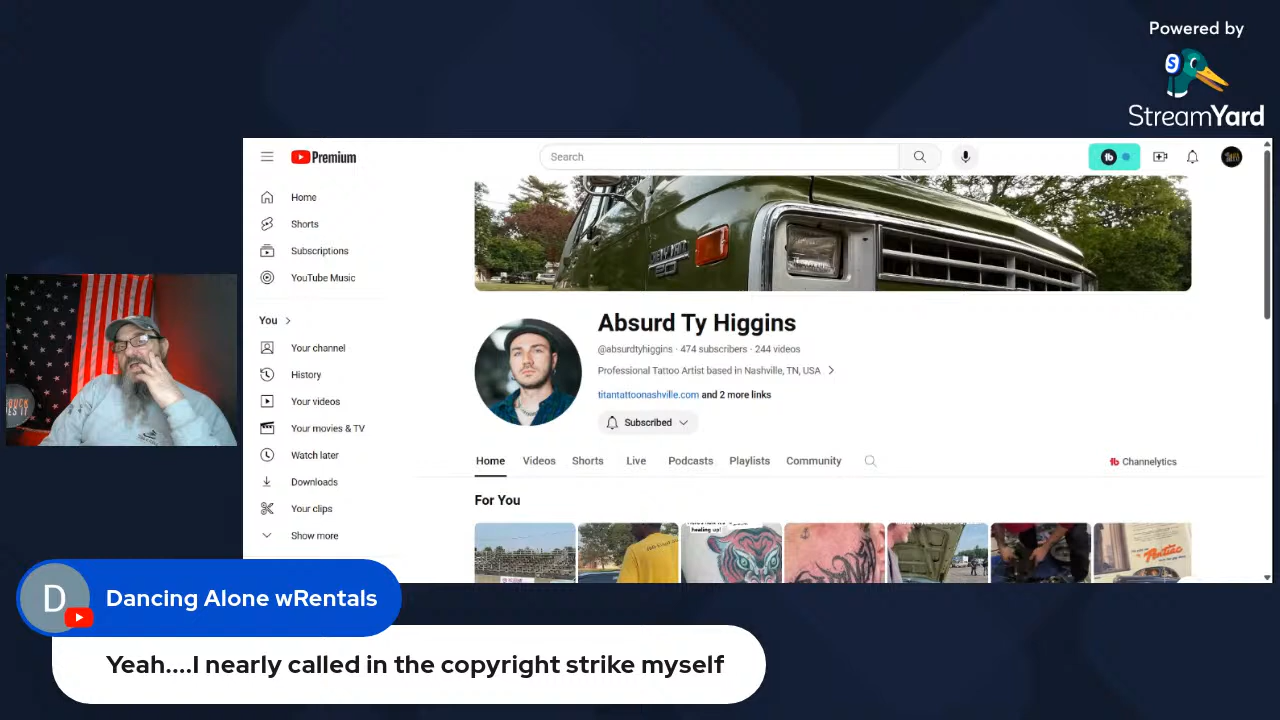 Powered by
StreamYard
Premium
Search
Home
Shorts
Subscriptions
YouTube Music
You
Your channel
History
Your videos
Your movies & TV
Watch later
Downloads
Your clips
Show more
Absurd Ty Higgins
@absurdtyhiggins · 474 subscribers · 244 videos
Professional Tattoo Artist based in Nashville, TN, USA
titantattoonashville.com and 2 more links
Subscribed
Home Videos Shorts Live Podcasts Playlists Community
Channelytics
For You
healing up!
Pontiac
D
Dancing Alone wRentals
Yeah....I nearly called in the copyright strike myself